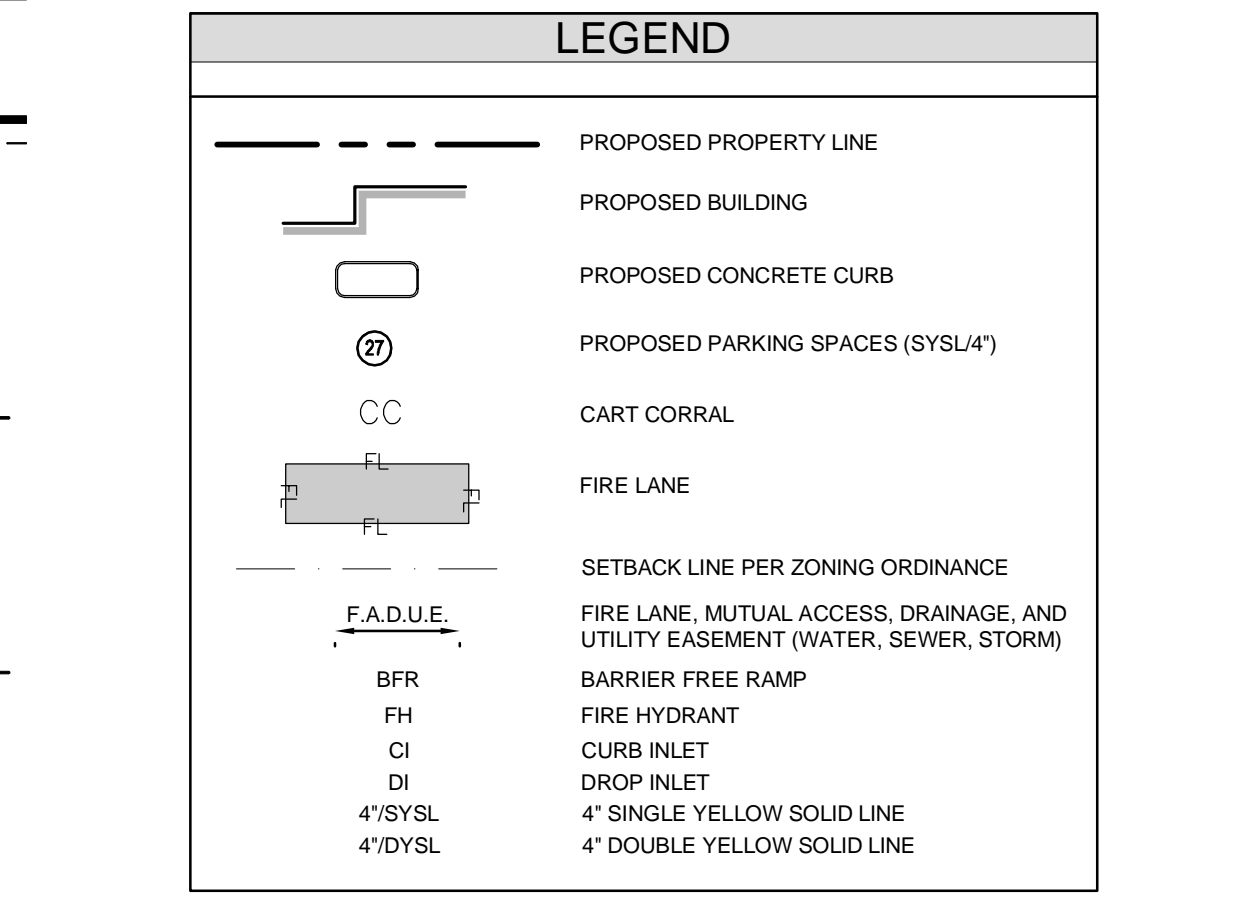 LEGEND
PROPOSED PROPERTY LINE
PROPOSED BUILDING
PROPOSED CONCRETE CURB
27 PROPOSED PARKING SPACES (SYSL/4")
CC CART CORRAL
FL
FL FL FIRE LANE
FL
SETBACK LINE PER ZONING ORDINANCE
F.A.D.U.E. FIRE LANE, MUTUAL ACCESS, DRAINAGE, AND
UTILITY EASEMENT (WATER, SEWER, STORM)
BFR BARRIER FREE RAMP
FH FIRE HYDRANT
CI CURB INLET
DI DROP INLET
4"/SYSL 4" SINGLE YELLOW SOLID LINE
4"/DYSL 4" DOUBLE YELLOW SOLID LINE